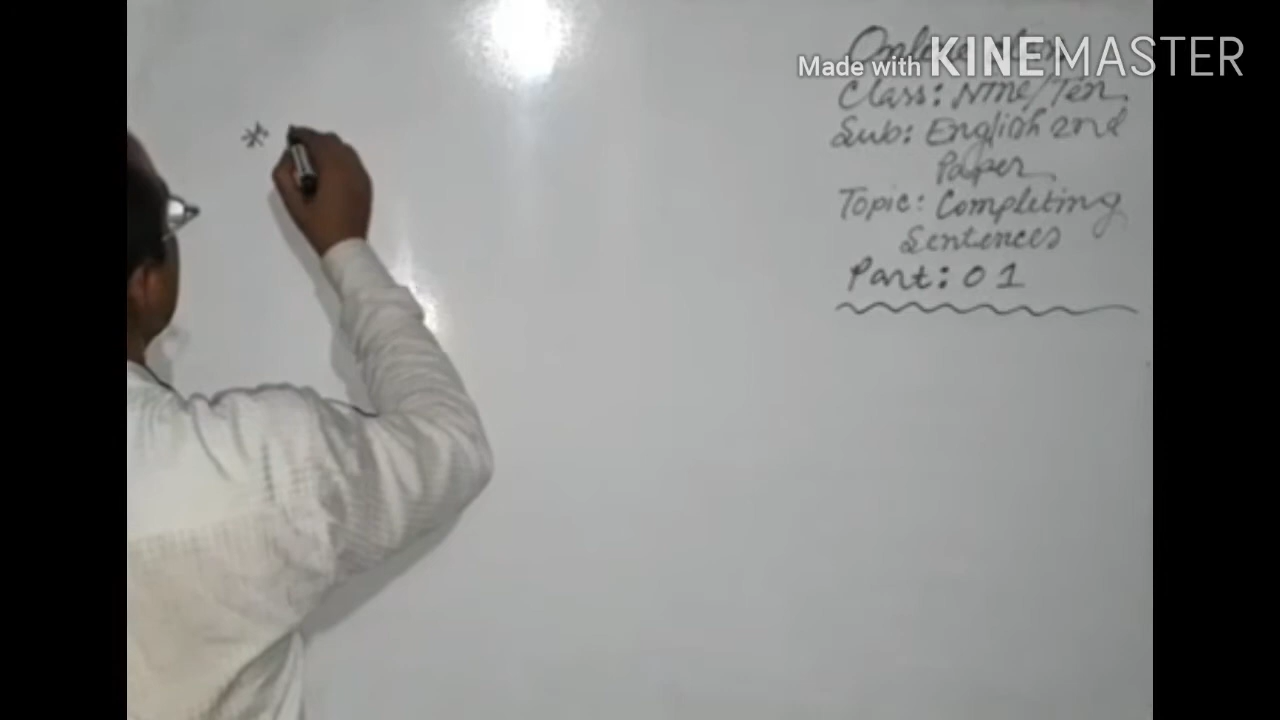 Made with KINEMASTER
Class: Nine/Ten
Sub: English 2nd
Paper
Topic: Completing
Sentences
Part: 01
*